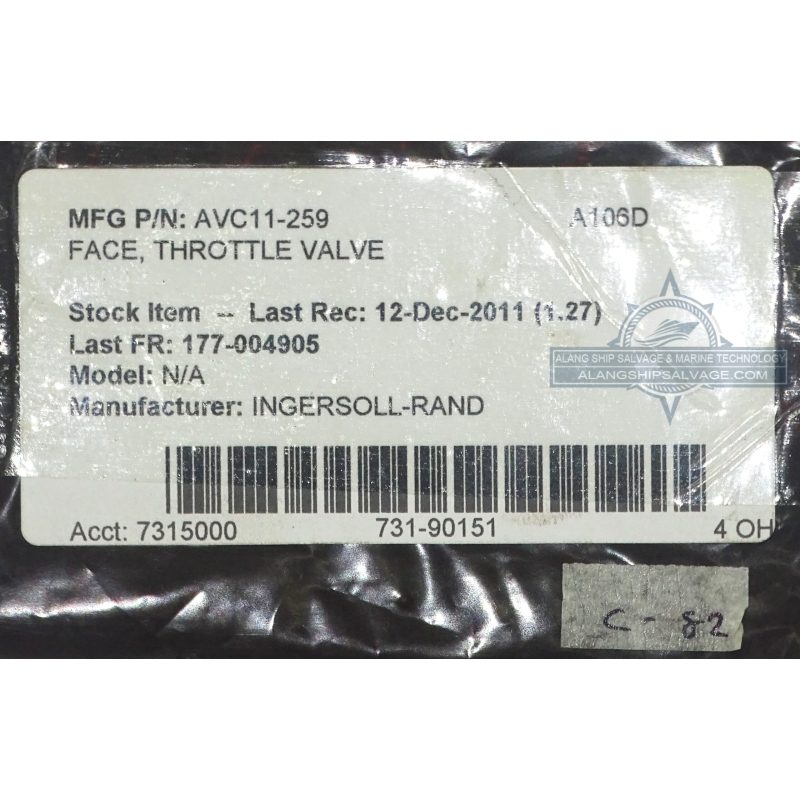 MFG P/N: AVC11-259 A106D
FACE, THROTTLE VALVE
Stock Item -- Last Rec: 12-Dec-2011 (1.27)
Last FR: 177-004905
Model: N/A
Manufacturer: INGERSOLL-RAND
ALANG SHIP SALVAGE & MARINE TECHNOLOGY
ALANGSHIPSALVAGE.COM
Acct: 7315000 731-90151 4 OH
C-82